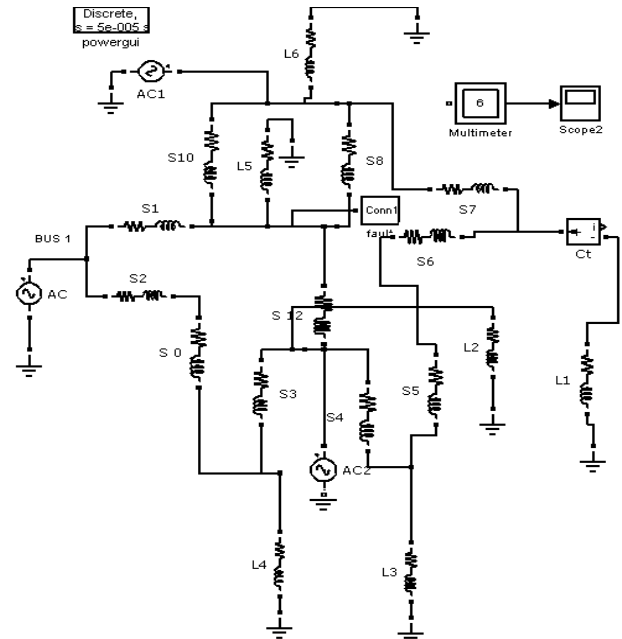 Discrete,
s = 5e-005 s
powergui
L6
AC1
6
Multimeter
Scope2
S10
L5
S8
S7
S1
Conn1
fault
BUS 1
S6
i
-
Ct
S2
AC
S 12
S 0
L2
L1
S3
S4
S5
AC2
L4
L3